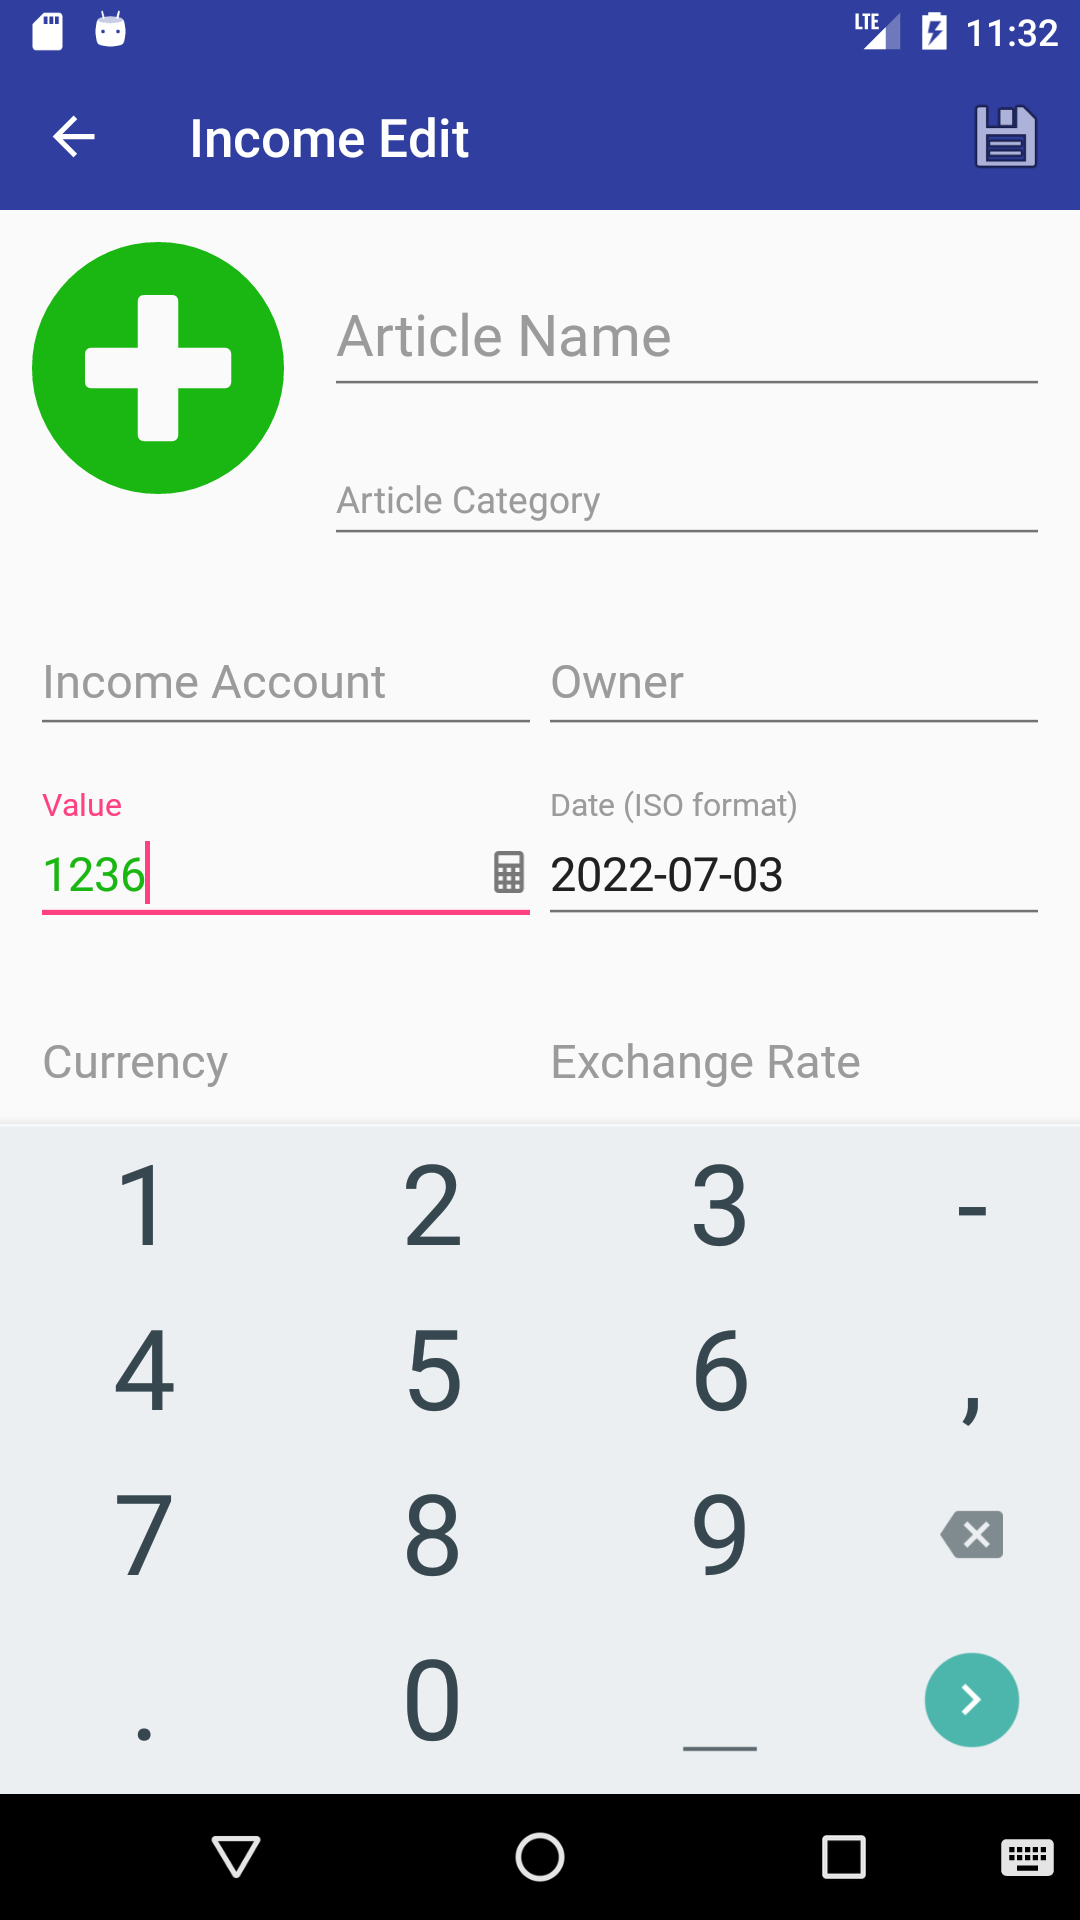 LTE 11:32
Income Edit
Article Name
Article Category
Income Account Owner
Value Date (ISO format)
1236 2022-07-03
Currency Exchange Rate
1 2 3 -
4 5 6 ,
7 8 9
. 0 _